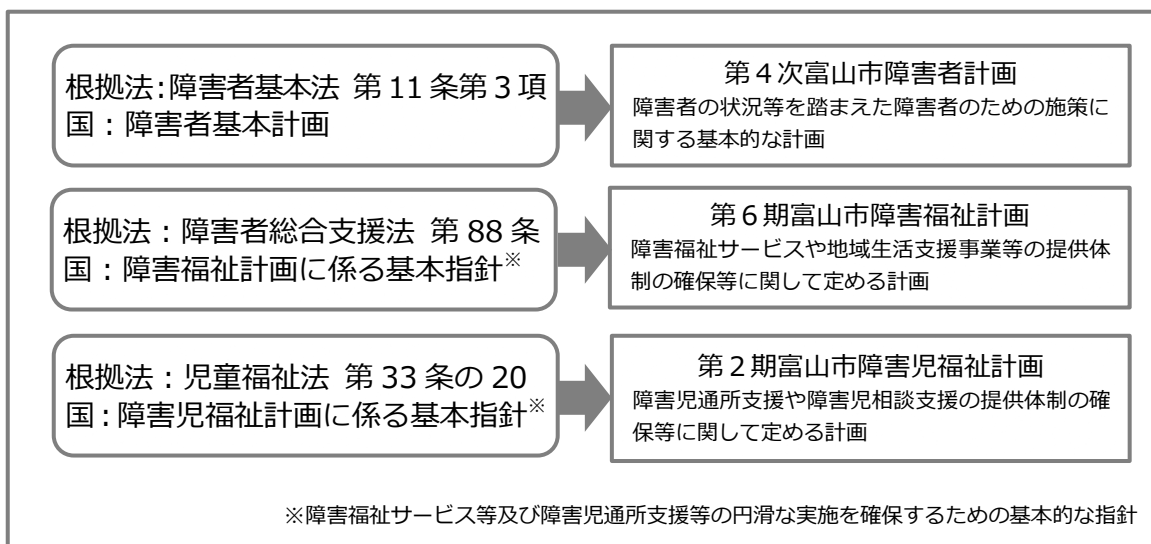 根拠法：障害者基本法 第11条第3項
国：障害者基本計画
第４次富山市障害者計画
障害者の状況等を踏まえた障害者のための施策に
関する基本的な計画
根拠法：障害者総合支援法 第88条
国：障害福祉計画に係る基本指針※
第６期富山市障害福祉計画
障害福祉サービスや地域生活支援事業等の提供体
制の確保等に関して定める計画
根拠法：児童福祉法 第33条の20
国：障害児福祉計画に係る基本指針※
第２期富山市障害児福祉計画
障害児通所支援や障害児相談支援の提供体制の確
保等に関して定める計画
※障害福祉サービス等及び障害児通所支援等の円滑な実施を確保するための基本的な指針